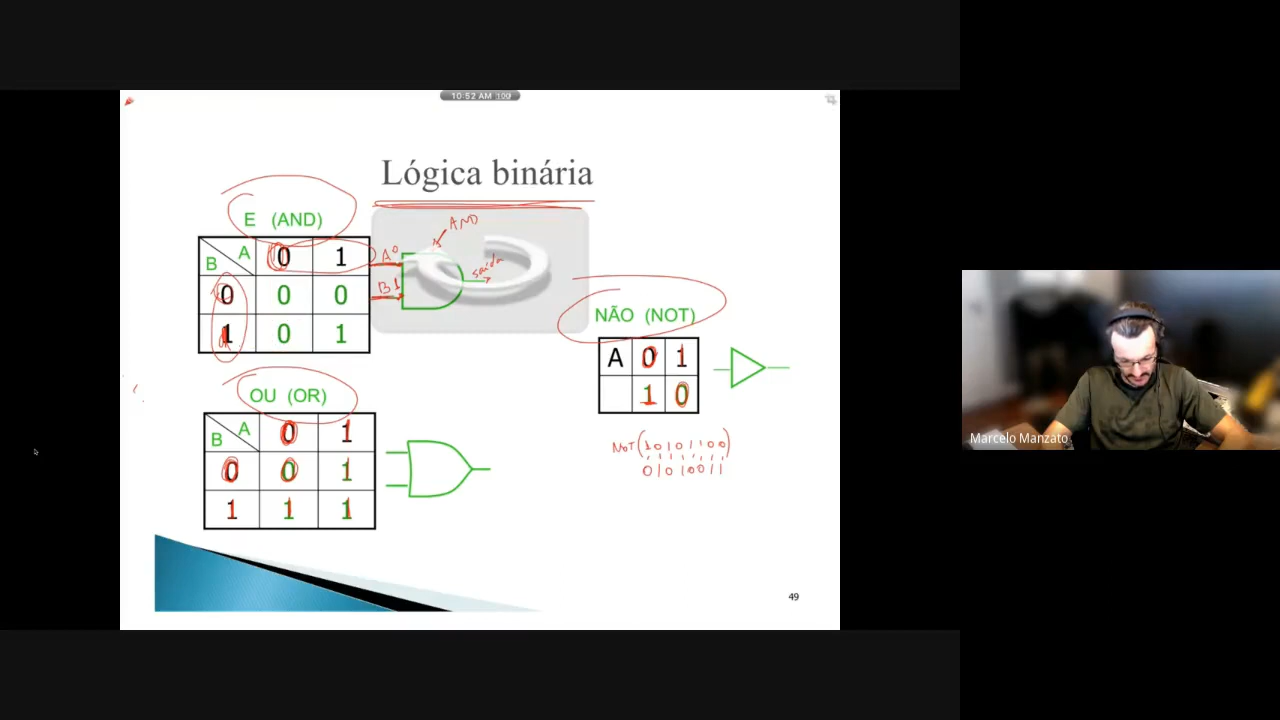 10:52 AM 100
Lógica binária
E (AND)
B A 0 1
0 0 0
1 0 1
AND
A 0
B 1
saída
NÃO (NOT)
A 0 1
1 0
NOT (10101100)
01010011
OU (OR)
B A 0 1
0 0 1
1 1 1
49
Marcelo Manzato